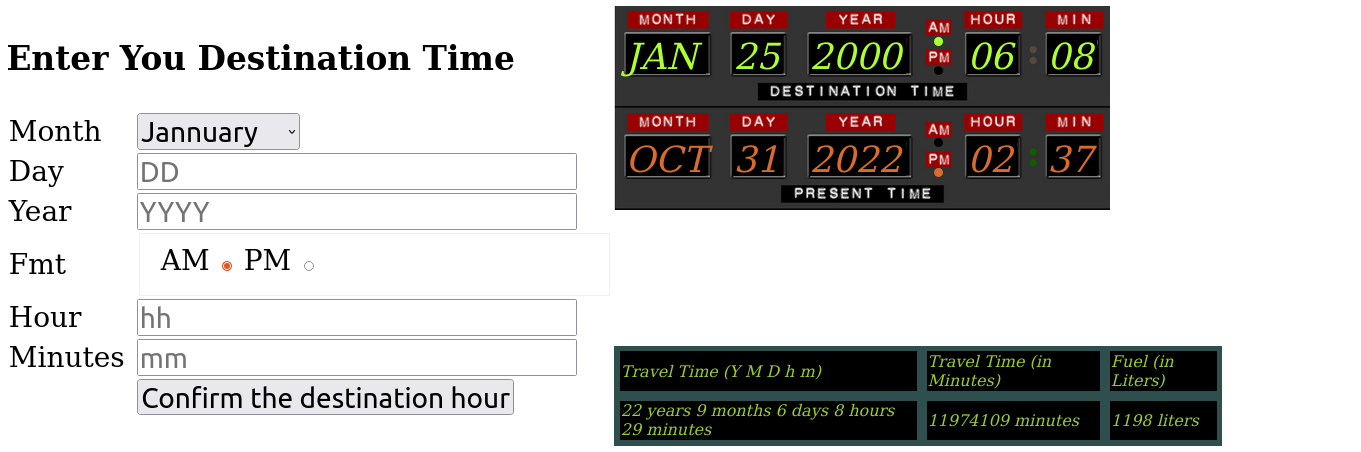 Enter You Destination Time
Month Jannuary
Day DD
Year YYYY
Fmt AM PM
Hour hh
Minutes mm
Confirm the destination hour
MONTH DAY YEAR AM HOUR MIN
JAN 25 2000 PM 06 : 08
DESTINATION TIME
MONTH DAY YEAR AM HOUR MIN
OCT 31 2022 PM 02 : 37
PRESENT TIME
Travel Time (Y M D h m) Travel Time (in Minutes) Fuel (in Liters)
22 years 9 months 6 days 8 hours 29 minutes 11974109 minutes 1198 liters